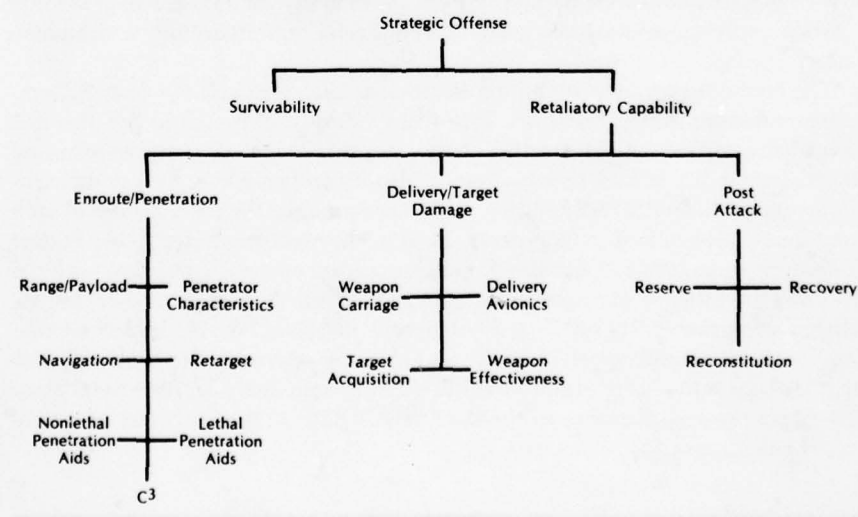 Strategic Offense
Survivability
Retaliatory Capability
Enroute/Penetration
Delivery/Target
Damage
Post
Attack
Range/Payload
Penetrator
Characteristics
Navigation
Retarget
Nonlethal
Penetration
Aids
Lethal
Penetration
Aids
C³
Weapon
Carriage
Delivery
Avionics
Target
Acquisition
Weapon
Effectiveness
Reserve
Recovery
Reconstitution